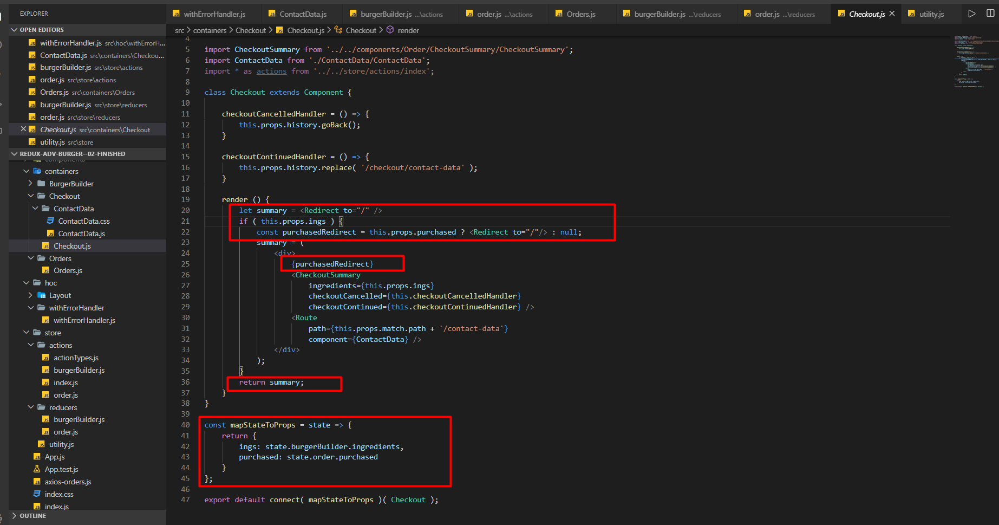 EXPLORER
OPEN EDITORS
withErrorHandler.js src\hoc\withErrorH...
ContactData.js src\containers\Checkou...
burgerBuilder.js src\store\actions
order.js src\store\actions
Orders.js src\containers\Orders
burgerBuilder.js src\store\reducers
order.js src\store\reducers
Checkout.js src\containers\Checkout
utility.js src\store
REDUX-ADV-BURGER--02-FINISHED
components
containers
BurgerBuilder
Checkout
ContactData
ContactData.css
ContactData.js
Checkout.js
Orders
Orders.js
hoc
Layout
withErrorHandler
withErrorHandler.js
store
actions
actionTypes.js
burgerBuilder.js
index.js
order.js
reducers
burgerBuilder.js
order.js
utility.js
App.js
App.test.js
axios-orders.js
index.css
index.js
OUTLINE
withErrorHandler.js
ContactData.js
burgerBuilder.js ...\actions
order.js ...\actions
Orders.js
burgerBuilder.js ...\reducers
order.js ...\reducers
Checkout.js
utility.js
src > containers > Checkout > Checkout.js > Checkout > render
4
5 import CheckoutSummary from '../../components/Order/CheckoutSummary/CheckoutSummary';
6 import ContactData from './ContactData/ContactData';
7 import * as actions from '../../store/actions/index';
8
9 class Checkout extends Component {
10
11 checkoutCancelledHandler = () => {
12 this.props.history.goBack();
13 }
14
15 checkoutContinuedHandler = () => {
16 this.props.history.replace( '/checkout/contact-data' );
17 }
18
19 render () {
20 let summary = <Redirect to="/" />
21 if ( this.props.ings ) {
22 const purchasedRedirect = this.props.purchased ? <Redirect to="/"/> : null;
23 summary = (
24 <div>
25 {purchasedRedirect}
26 <CheckoutSummary
27 ingredients={this.props.ings}
28 checkoutCancelled={this.checkoutCancelledHandler}
29 checkoutContinued={this.checkoutContinuedHandler} />
30 <Route
31 path={this.props.match.path + '/contact-data'}
32 component={ContactData} />
33 </div>
34 );
35 }
36 return summary;
37 }
38 }
39
40 const mapStateToProps = state => {
41 return {
42 ings: state.burgerBuilder.ingredients,
43 purchased: state.order.purchased
44 }
45 };
46
47 export default connect( mapStateToProps )( Checkout );